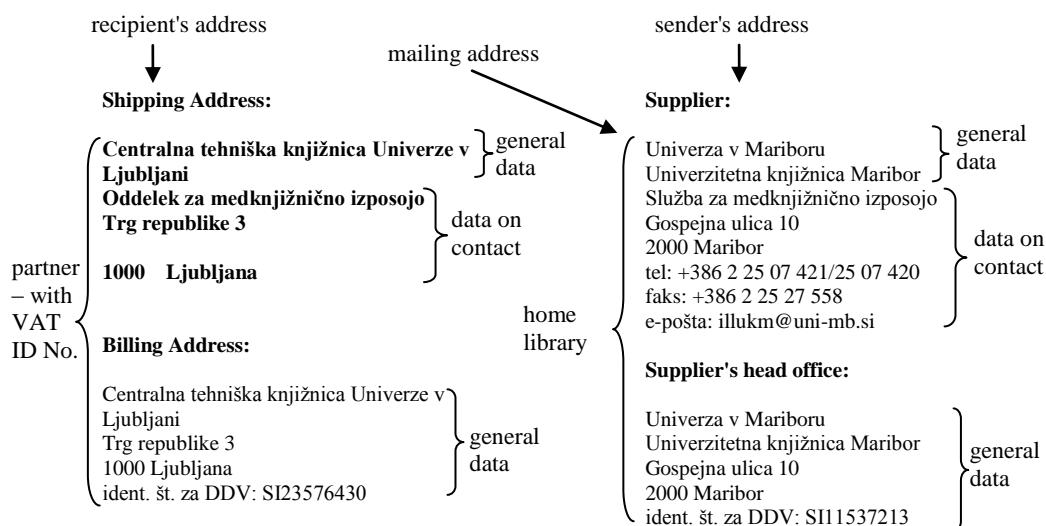 recipient's address
sender's address
mailing address
Shipping Address:
Centralna tehniška knjižnica Univerze v
Ljubljani
general
data
Oddelek za medknjižnično izposojo
Trg republike 3
1000 Ljubljana
data on
contact
partner
– with
VAT
ID No.
Billing Address:
Centralna tehniška knjižnica Univerze v
Ljubljani
Trg republike 3
1000 Ljubljana
ident. št. za DDV: SI23576430
general
data
Supplier:
Univerza v Mariboru
Univerzitetna knjižnica Maribor
general
data
Služba za medknjižnično izposojo
Gospejna ulica 10
2000 Maribor
tel: +386 2 25 07 421/25 07 420
faks: +386 2 25 27 558
e-pošta: illukm@uni-mb.si
data on
contact
home
library
Supplier's head office:
Univerza v Mariboru
Univerzitetna knjižnica Maribor
Gospejna ulica 10
2000 Maribor
ident. št. za DDV: SI11537213
general
data